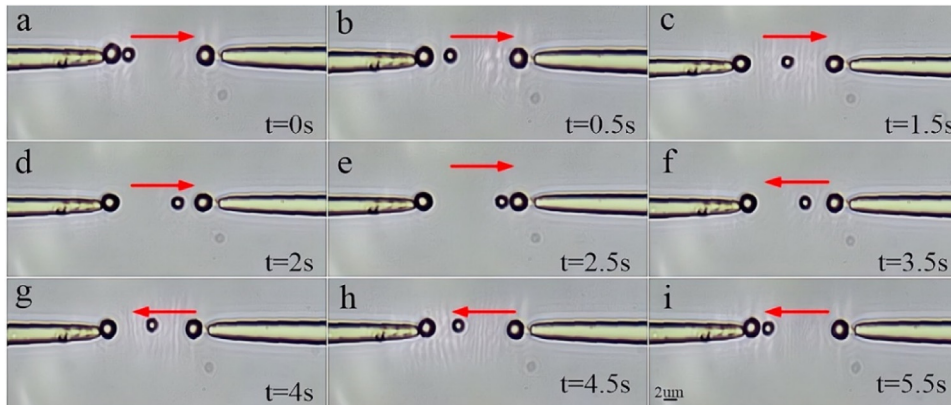 a
t=0s
b
t=0.5s
c
t=1.5s
d
t=2s
e
t=2.5s
f
t=3.5s
g
t=4s
h
t=4.5s
i
2um
t=5.5s